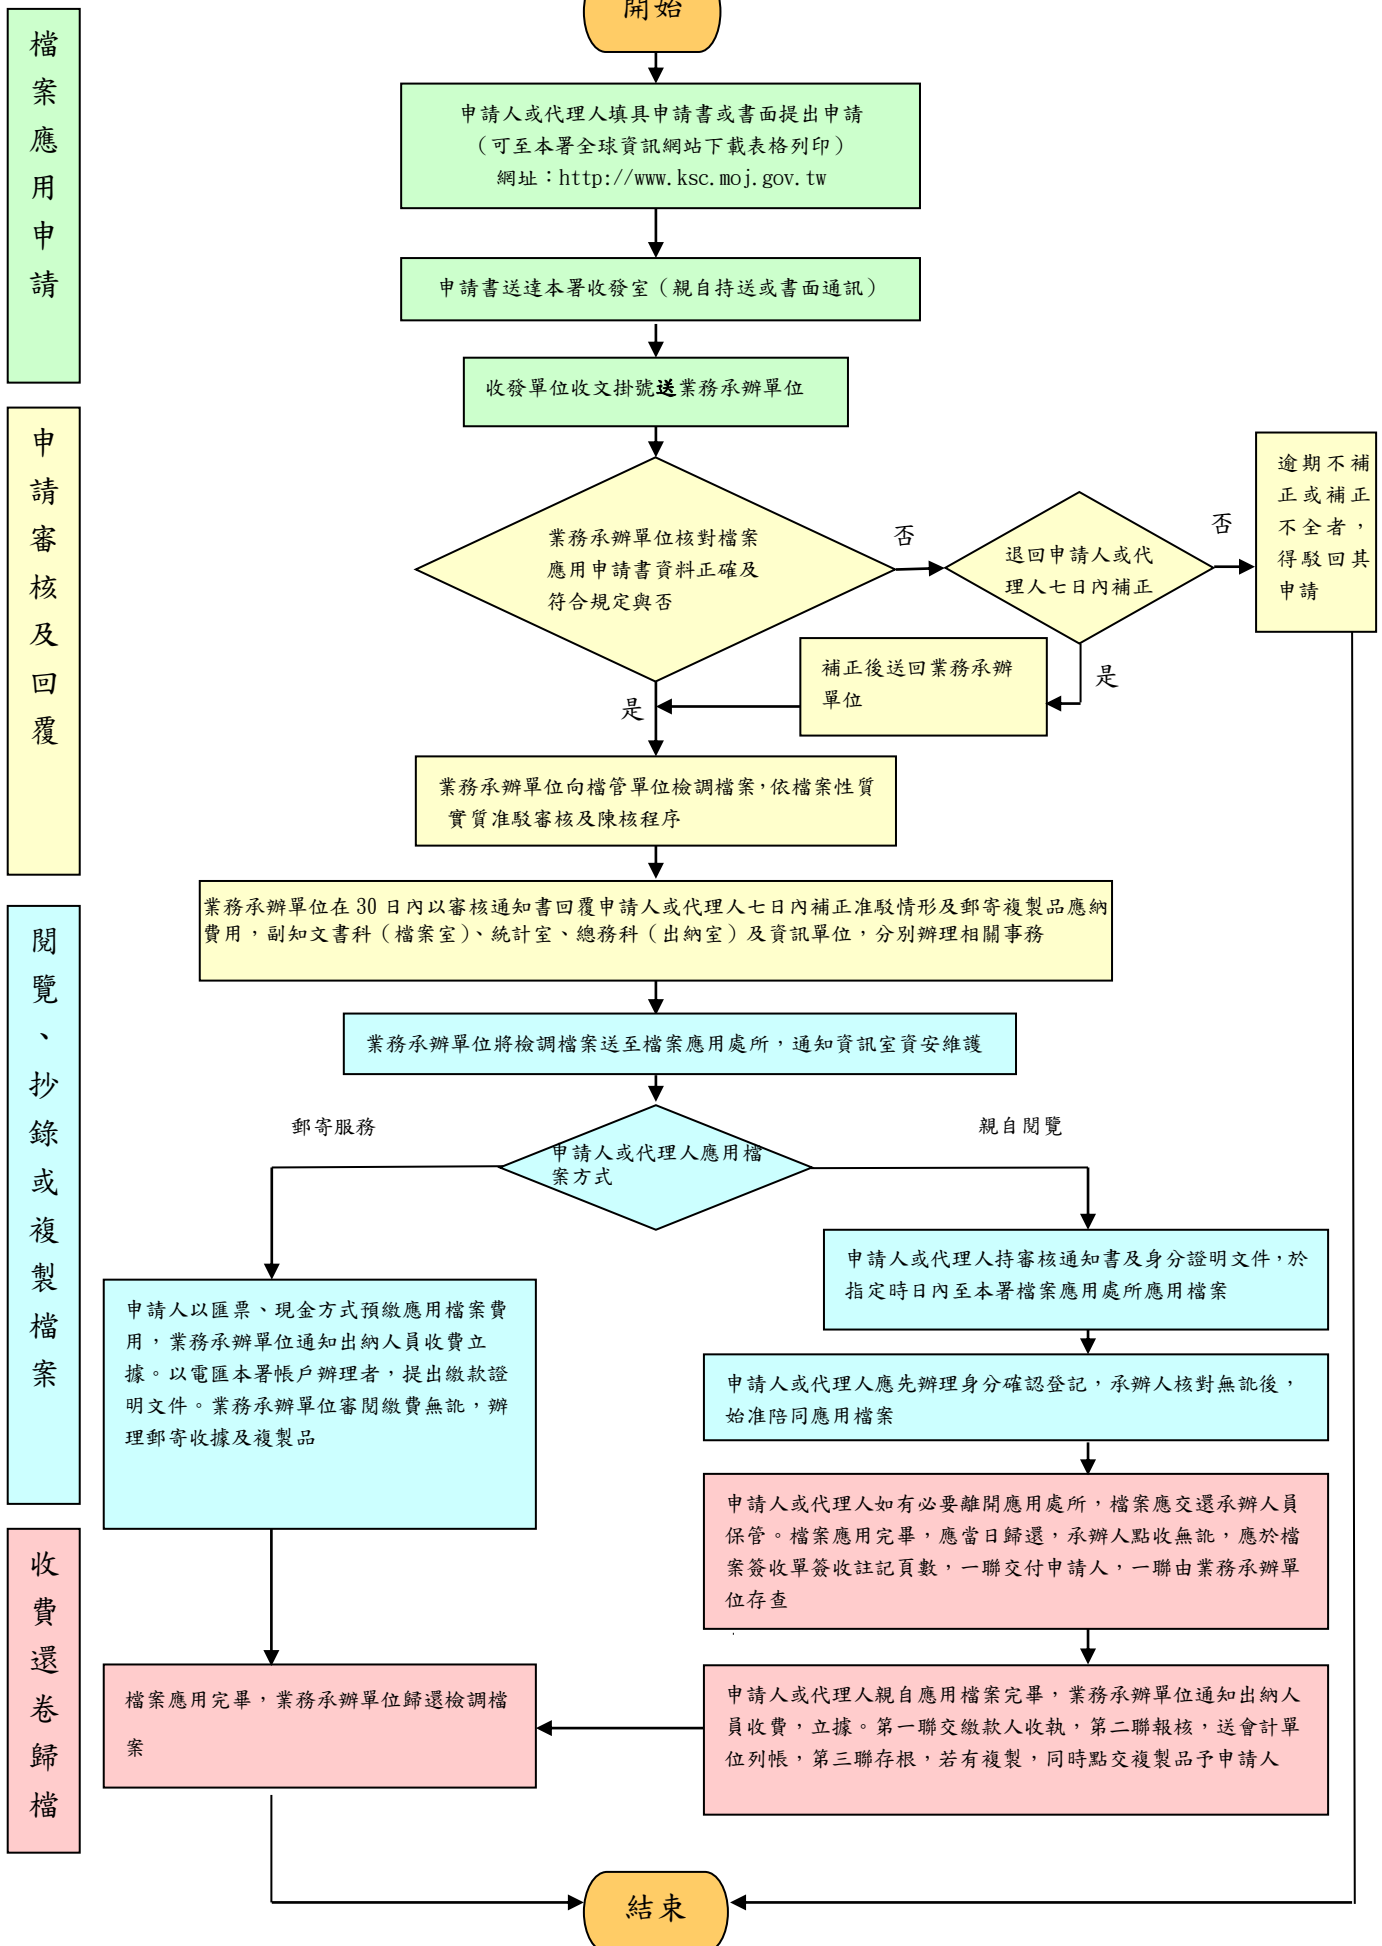 開始
檔案應用申請
申請人或代理人填具申請書或書面提出申請
（可至本署全球資訊網站下載表格列印）
網址：http://www.ksc.moj.gov.tw
申請書送達本署收發室（親自持送或書面通訊）
收發單位收文掛號送業務承辦單位
申請審核及回覆
業務承辦單位核對檔案
應用申請書資料正確及
符合規定與否
否
退回申請人或代
理人七日內補正
否
逾期不補
正或補正
不全者，
得駁回其
申請
是
補正後送回業務承辦
單位
是
業務承辦單位向檔管單位檢調檔案，依檔案性質
實質准駁審核及陳核程序
業務承辦單位在 30 日內以審核通知書回覆申請人或代理人七日內補正准駁情形及郵寄複製品應納
費用，副知文書科（檔案室）、統計室、總務科（出納室）及資訊單位，分別辦理相關事務
閱覽、抄錄或複製檔案
業務承辦單位將檢調檔案送至檔案應用處所，通知資訊室資安維護
郵寄服務
親自閱覽
申請人或代理人應用檔
案方式
申請人或代理人持審核通知書及身分證明文件，於
指定時日內至本署檔案應用處所應用檔案
申請人以匯票、現金方式預繳應用檔案費
用，業務承辦單位通知出納人員收費立
據。以電匯本署帳戶辦理者，提出繳款證
明文件。業務承辦單位審閱繳費無訛，辦
理郵寄收據及複製品
申請人或代理人應先辦理身分確認登記，承辦人核對無訛後，
始准陪同應用檔案
收費還卷歸檔
申請人或代理人如有必要離開應用處所，檔案應交還承辦人員
保管。檔案應用完畢，應當日歸還，承辦人點收無訛，應於檔
案簽收單簽收註記頁數，一聯交付申請人，一聯由業務承辦單
位存查
檔案應用完畢，業務承辦單位歸還檢調檔
案
申請人或代理人親自應用檔案完畢，業務承辦單位通知出納人
員收費，立據。第一聯交繳款人收執，第二聯報核，送會計單
位列帳，第三聯存根，若有複製，同時點交複製品予申請人
結束